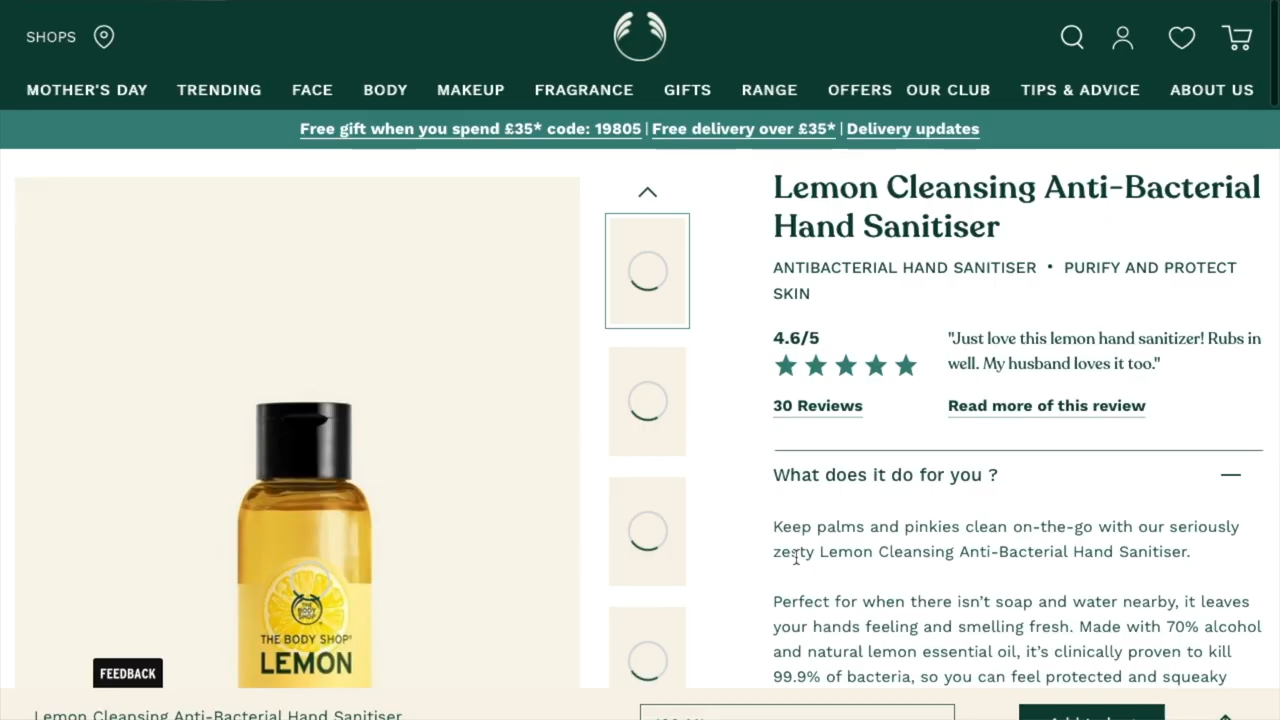 SHOPS
MOTHER'S DAY TRENDING FACE BODY MAKEUP FRAGRANCE GIFTS RANGE OFFERS OUR CLUB TIPS & ADVICE ABOUT US
Free gift when you spend £35* code: 19805 | Free delivery over £35* | Delivery updates
Lemon Cleansing Anti-Bacterial
Hand Sanitiser
ANTIBACTERIAL HAND SANITISER • PURIFY AND PROTECT
SKIN
4.6/5
"Just love this lemon hand sanitizer! Rubs in
well. My husband loves it too."
30 Reviews
Read more of this review
What does it do for you ?
Keep palms and pinkies clean on-the-go with our seriously
zesty Lemon Cleansing Anti-Bacterial Hand Sanitiser.
Perfect for when there isn’t soap and water nearby, it leaves
your hands feeling and smelling fresh. Made with 70% alcohol
and natural lemon essential oil, it’s clinically proven to kill
99.9% of bacteria, so you can feel protected and squeaky
THE
BODY
SHOP
THE BODY SHOP®
LEMON
FEEDBACK
Lemon Cleansing Anti-Bacterial Hand Sanitiser